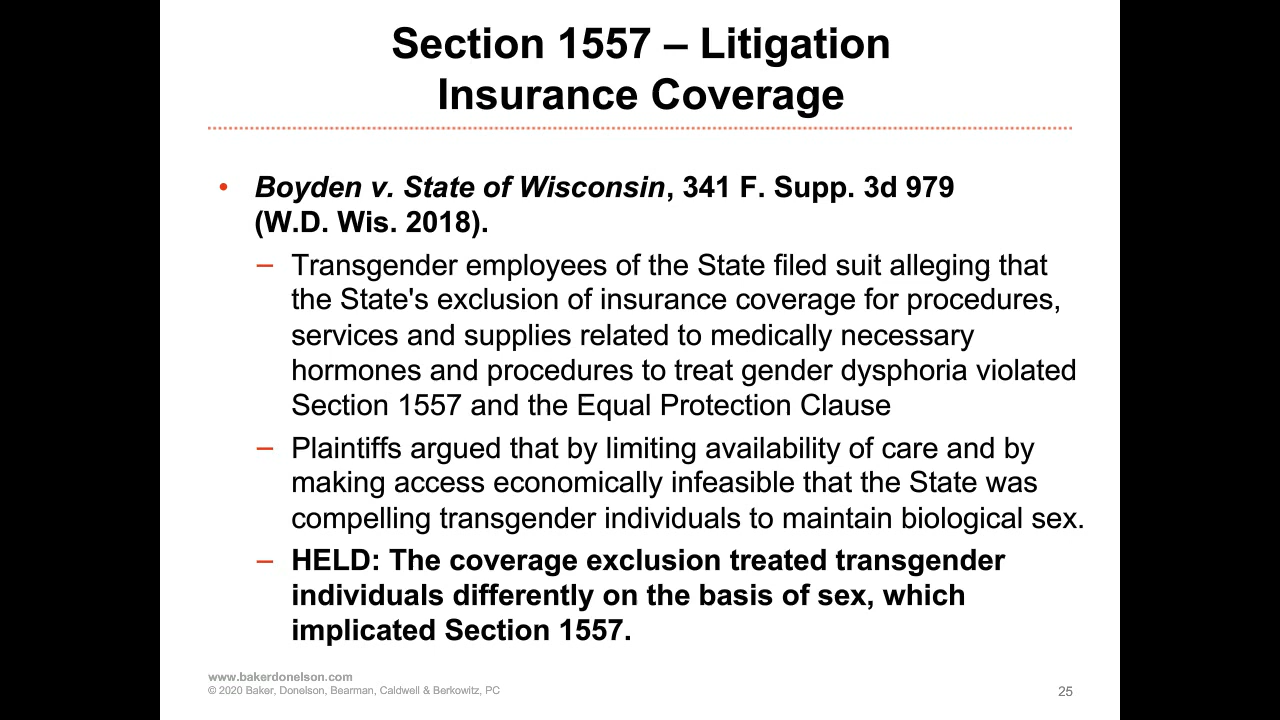 Section 1557 – Litigation
Insurance Coverage
• Boyden v. State of Wisconsin, 341 F. Supp. 3d 979
(W.D. Wis. 2018).
– Transgender employees of the State filed suit alleging that
the State's exclusion of insurance coverage for procedures,
services and supplies related to medically necessary
hormones and procedures to treat gender dysphoria violated
Section 1557 and the Equal Protection Clause
– Plaintiffs argued that by limiting availability of care and by
making access economically infeasible that the State was
compelling transgender individuals to maintain biological sex.
– HELD: The coverage exclusion treated transgender
individuals differently on the basis of sex, which
implicated Section 1557.
www.bakerdonelson.com
© 2020 Baker, Donelson, Bearman, Caldwell & Berkowitz, PC
25